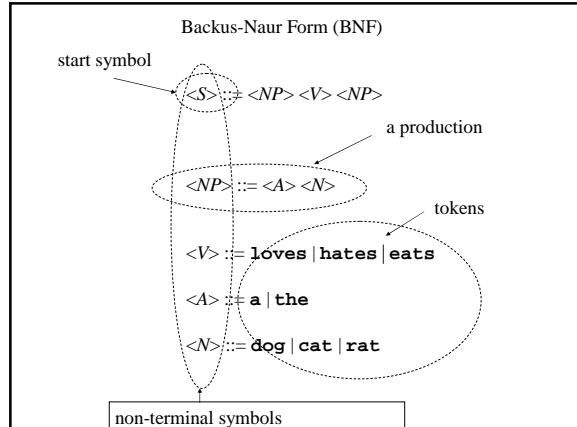 Backus-Naur Form (BNF)
start symbol
<S> ::= <NP> <V> <NP>
a production
<NP> ::= <A> <N>
tokens
<V> ::= loves | hates | eats
<A> ::= a | the
<N> ::= dog | cat | rat
non-terminal symbols